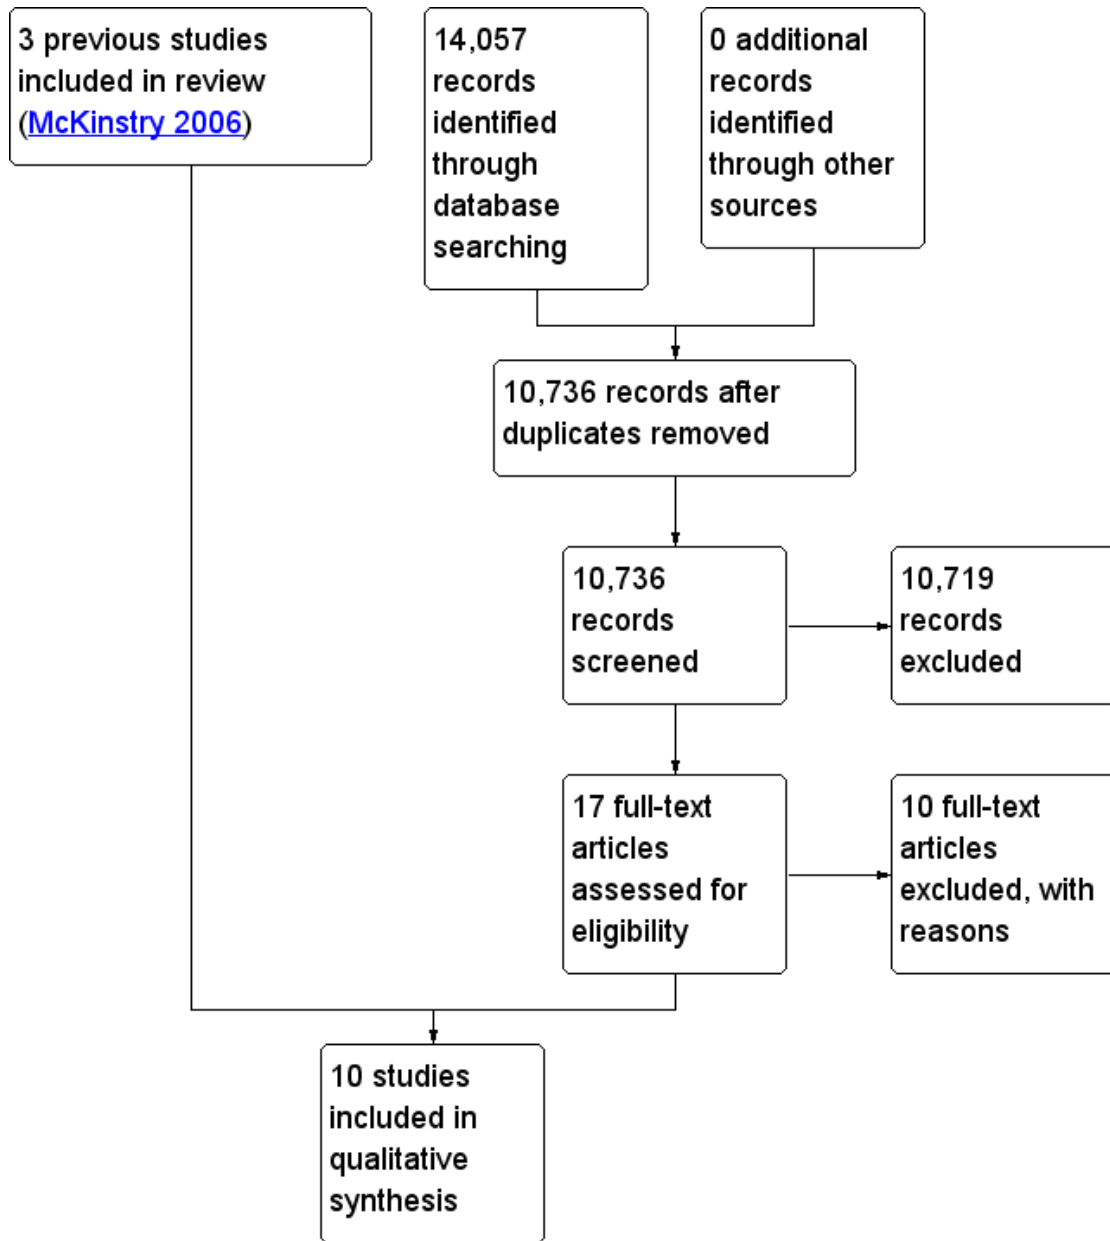 3 previous studies
included in review
(McKinstry 2006)
14,057
records
identified
through
database
searching
0 additional
records
identified
through other
sources
10,736 records after
duplicates removed
10,736
records
screened
10,719
records
excluded
17 full-text
articles
assessed for
eligibility
10 full-text
articles
excluded, with
reasons
10 studies
included in
qualitative
synthesis